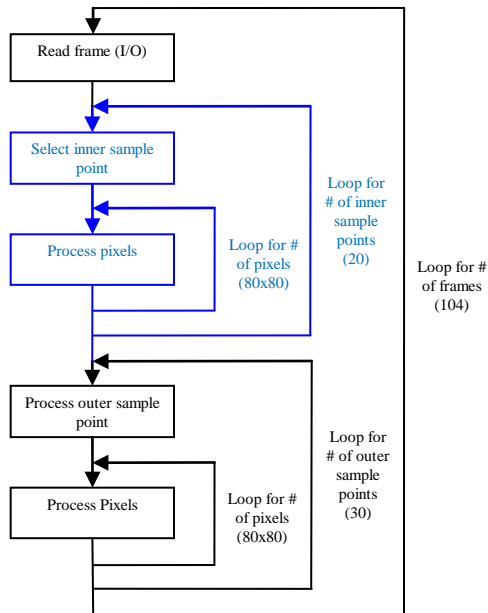 Read frame (I/O)
Select inner sample
point
Process pixels
Loop for #
of pixels
(80x80)
Loop for
# of inner
sample
points
(20)
Loop for #
of frames
(104)
Process outer sample
point
Process Pixels
Loop for #
of pixels
(80x80)
Loop for
# of outer
sample
points
(30)